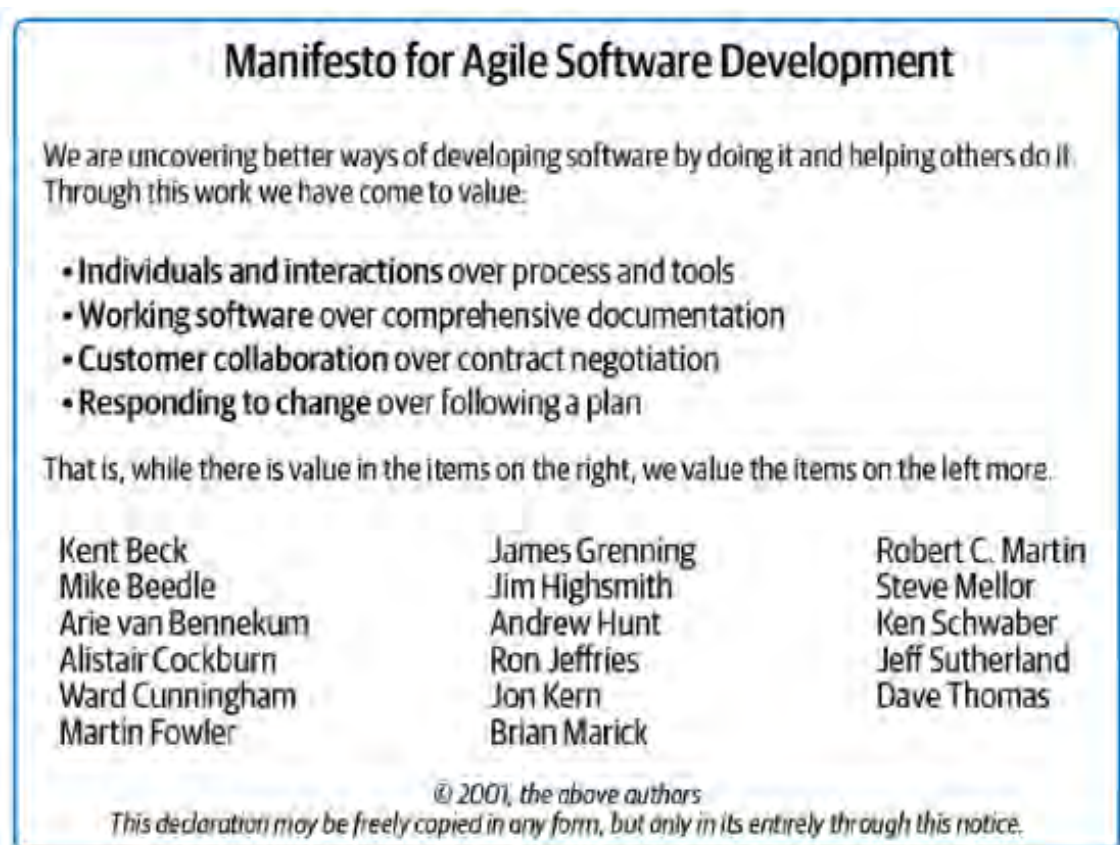 Manifesto for Agile Software Development
We are uncovering better ways of developing software by doing it and helping others do it.
Through this work we have come to value:
• Individuals and interactions over process and tools
• Working software over comprehensive documentation
• Customer collaboration over contract negotiation
• Responding to change over following a plan
That is, while there is value in the items on the right, we value the items on the left more.
Kent Beck
Mike Beedle
Arie van Bennekum
Alistair Cockburn
Ward Cunningham
Martin Fowler
James Grenning
Jim Highsmith
Andrew Hunt
Ron Jeffries
Jon Kern
Brian Marick
Robert C. Martin
Steve Mellor
Ken Schwaber
Jeff Sutherland
Dave Thomas
© 2001, the above authors
This declaration may be freely copied in any form, but only in its entirely through this notice.